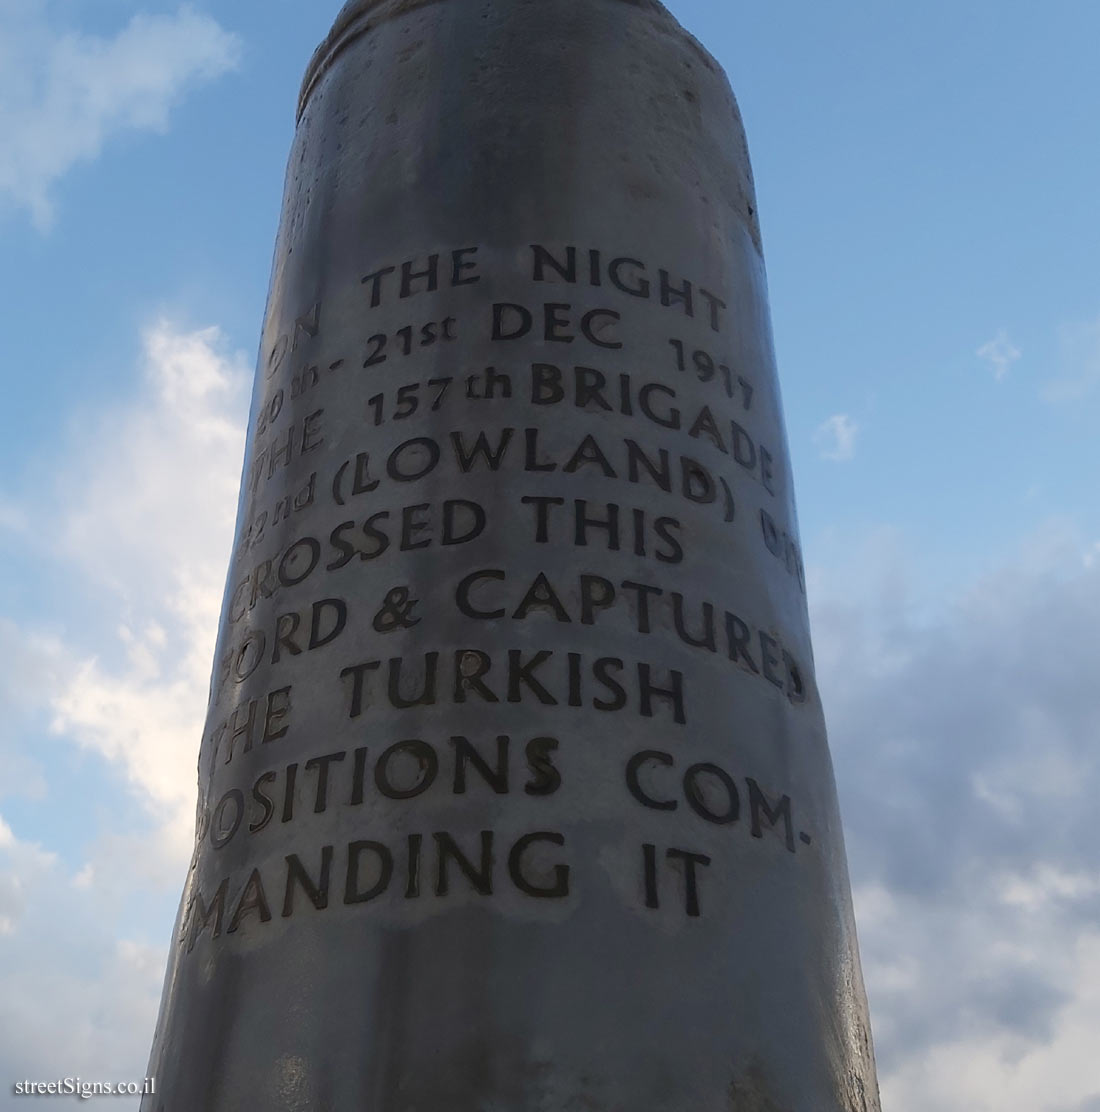 ON THE NIGHT
20th - 21st DEC 1917
THE 157th BRIGADE
52nd (LOWLAND) DIV
CROSSED THIS
FORD & CAPTURED
THE TURKISH
POSITIONS COM-
MANDING IT
streetSigns.co.il